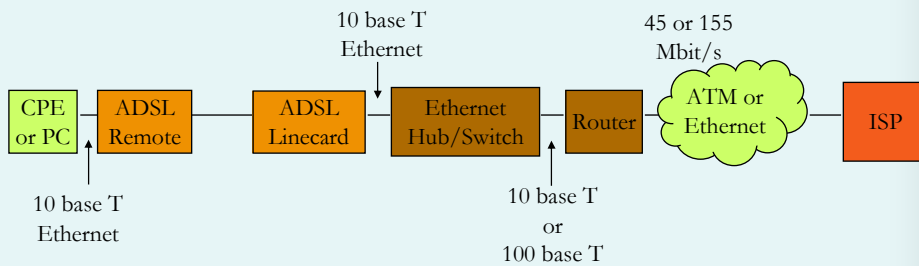 10 base T
Ethernet
45 or 155
Mbit/s
CPE
or PC
ADSL
Remote
ADSL
Linecard
Ethernet
Hub/Switch
Router
ATM or
Ethernet
ISP
10 base T
Ethernet
10 base T
or
100 base T